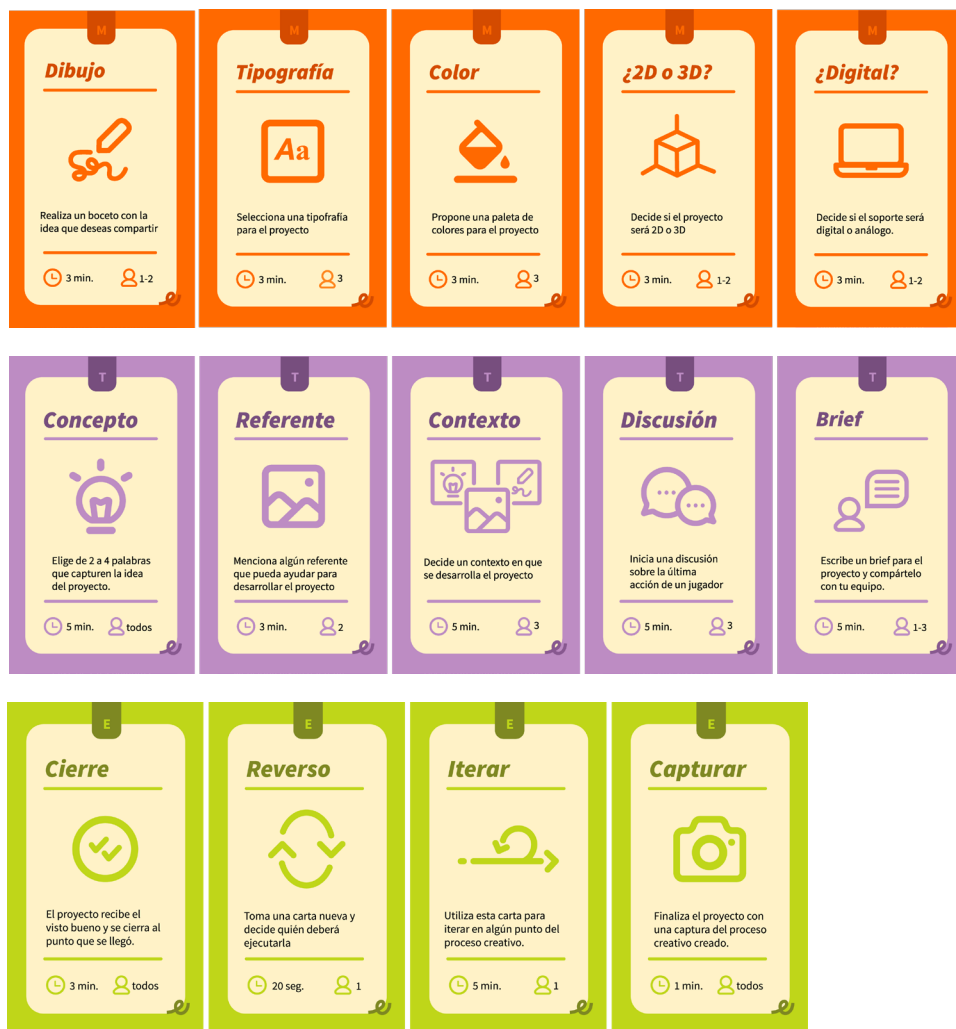 M
Dibujo
Realiza un boceto con la
idea que deseas compartir
3 min.
1-2
M
Tipografía
Aa
Selecciona una tipofrafía
para el proyecto
3 min.
3
M
Color
Propone una paleta de
colores para el proyecto
3 min.
3
M
¿2D o 3D?
Decide si el proyecto
será 2D o 3D
3 min.
1-2
M
¿Digital?
Decide si el soporte será
digital o análogo.
3 min.
1-2
T
Concepto
Elige de 2 a 4 palabras
que capturen la idea
del proyecto.
5 min.
todos
T
Referente
Menciona algún referente
que pueda ayudar para
desarrollar el proyecto
3 min.
2
T
Contexto
Decide un contexto en que
se desarrolla el proyecto
5 min.
3
T
Discusión
Inicia una discusión
sobre la última
acción de un jugador
5 min.
3
T
Brief
Escribe un brief para el
proyecto y compártelo
con tu equipo.
5 min.
1-3
E
Cierre
El proyecto recibe el
visto bueno y se cierra al
punto que se llegó.
3 min.
todos
E
Reverso
Toma una carta nueva y
decide quién deberá
ejecutarla
20 seg.
1
E
Iterar
Utiliza esta carta para
iterar en algún punto del
proceso creativo.
5 min.
1
E
Capturar
Finaliza el proyecto con
una captura del proceso
creativo creado.
1 min.
todos